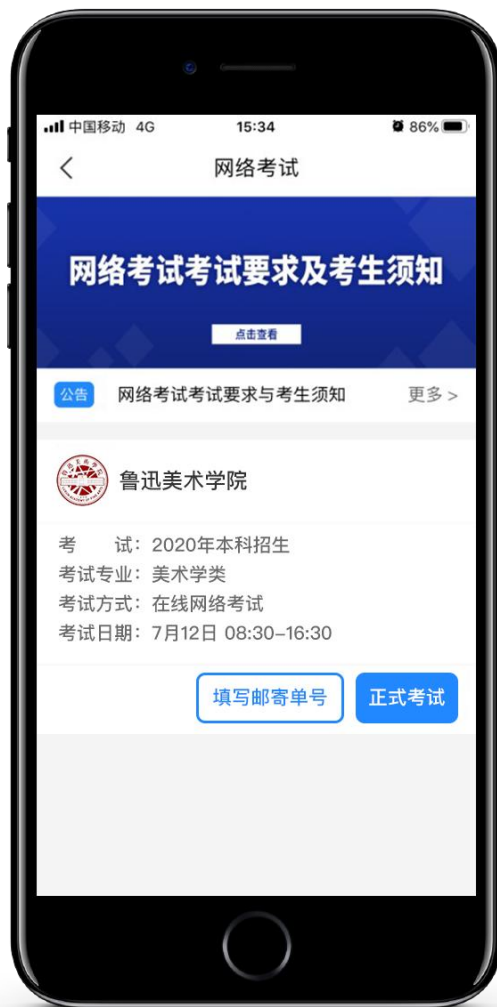 中国移动 4G 15:34 86%
网络考试
网络考试考试要求及考生须知
点击查看
公告 网络考试考试要求与考生须知 更多 >
鲁迅美术学院
考 试：2020年本科招生
考试专业：美术学类
考试方式：在线网络考试
考试日期：7月12日 08:30–16:30
填写邮寄单号 正式考试